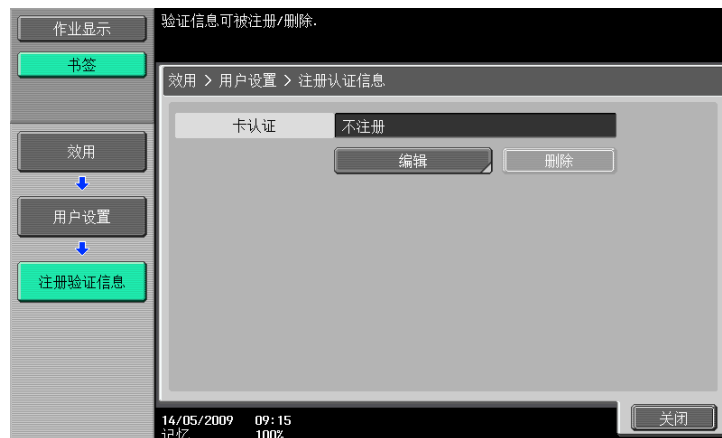 作业显示
验证信息可被注册/删除.
书签
效用 > 用户设置 > 注册认证信息
卡认证 不注册
编辑 删除
效用
用户设置
注册验证信息
14/05/2009 09:15
记忆 100%
关闭